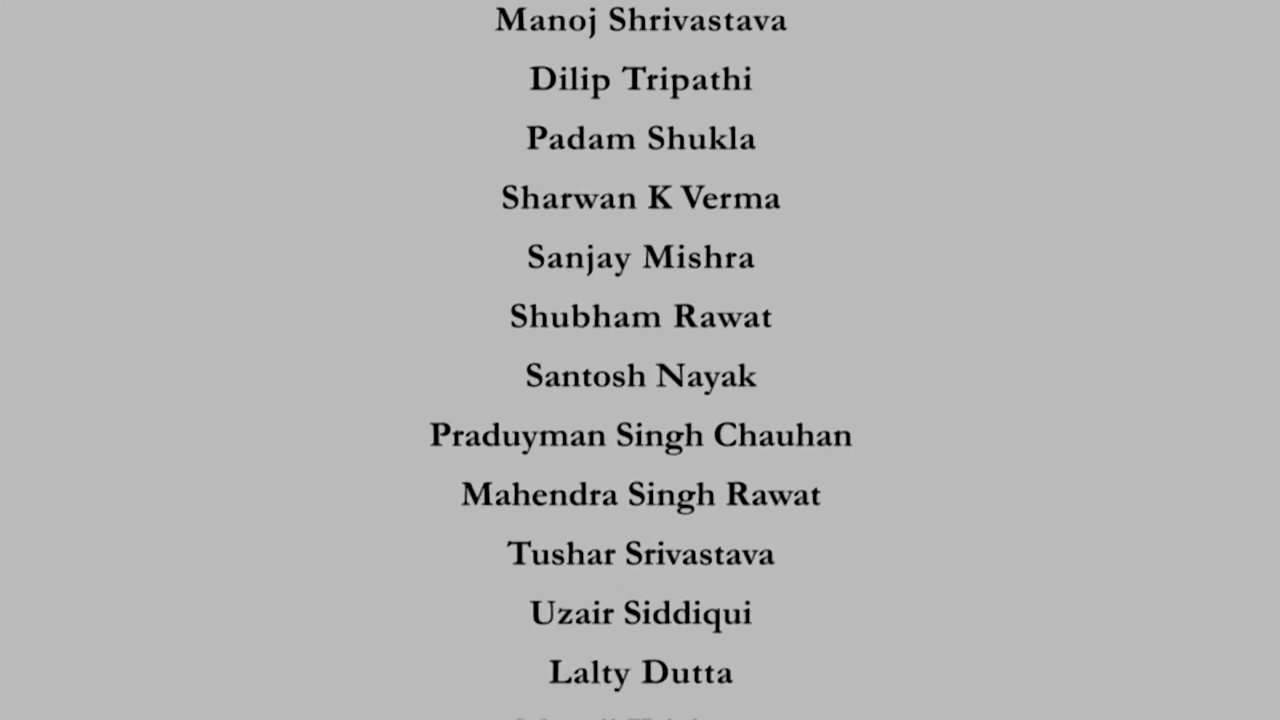 Manoj Shrivastava
Dilip Tripathi
Padam Shukla
Sharwan K Verma
Sanjay Mishra
Shubham Rawat
Santosh Nayak
Praduyman Singh Chauhan
Mahendra Singh Rawat
Tushar Srivastava
Uzair Siddiqui
Lalty Dutta